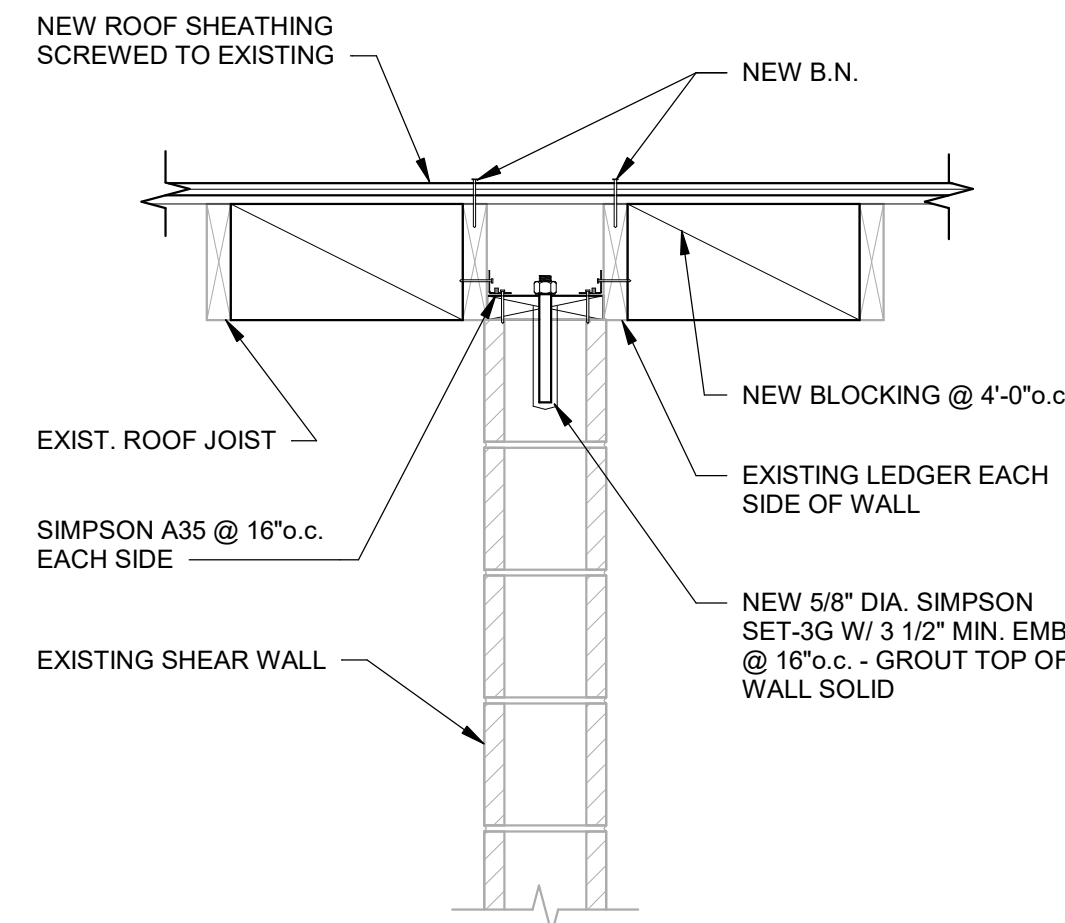 NEW ROOF SHEATHING
SCREWED TO EXISTING
NEW B.N.
NEW BLOCKING @ 4'-0"o.c
EXIST. ROOF JOIST
EXISTING LEDGER EACH
SIDE OF WALL
SIMPSON A35 @ 16"o.c.
EACH SIDE
NEW 5/8" DIA. SIMPSON
SET-3G W/ 3 1/2" MIN. EMB
@ 16"o.c. - GROUT TOP OF
WALL SOLID
EXISTING SHEAR WALL